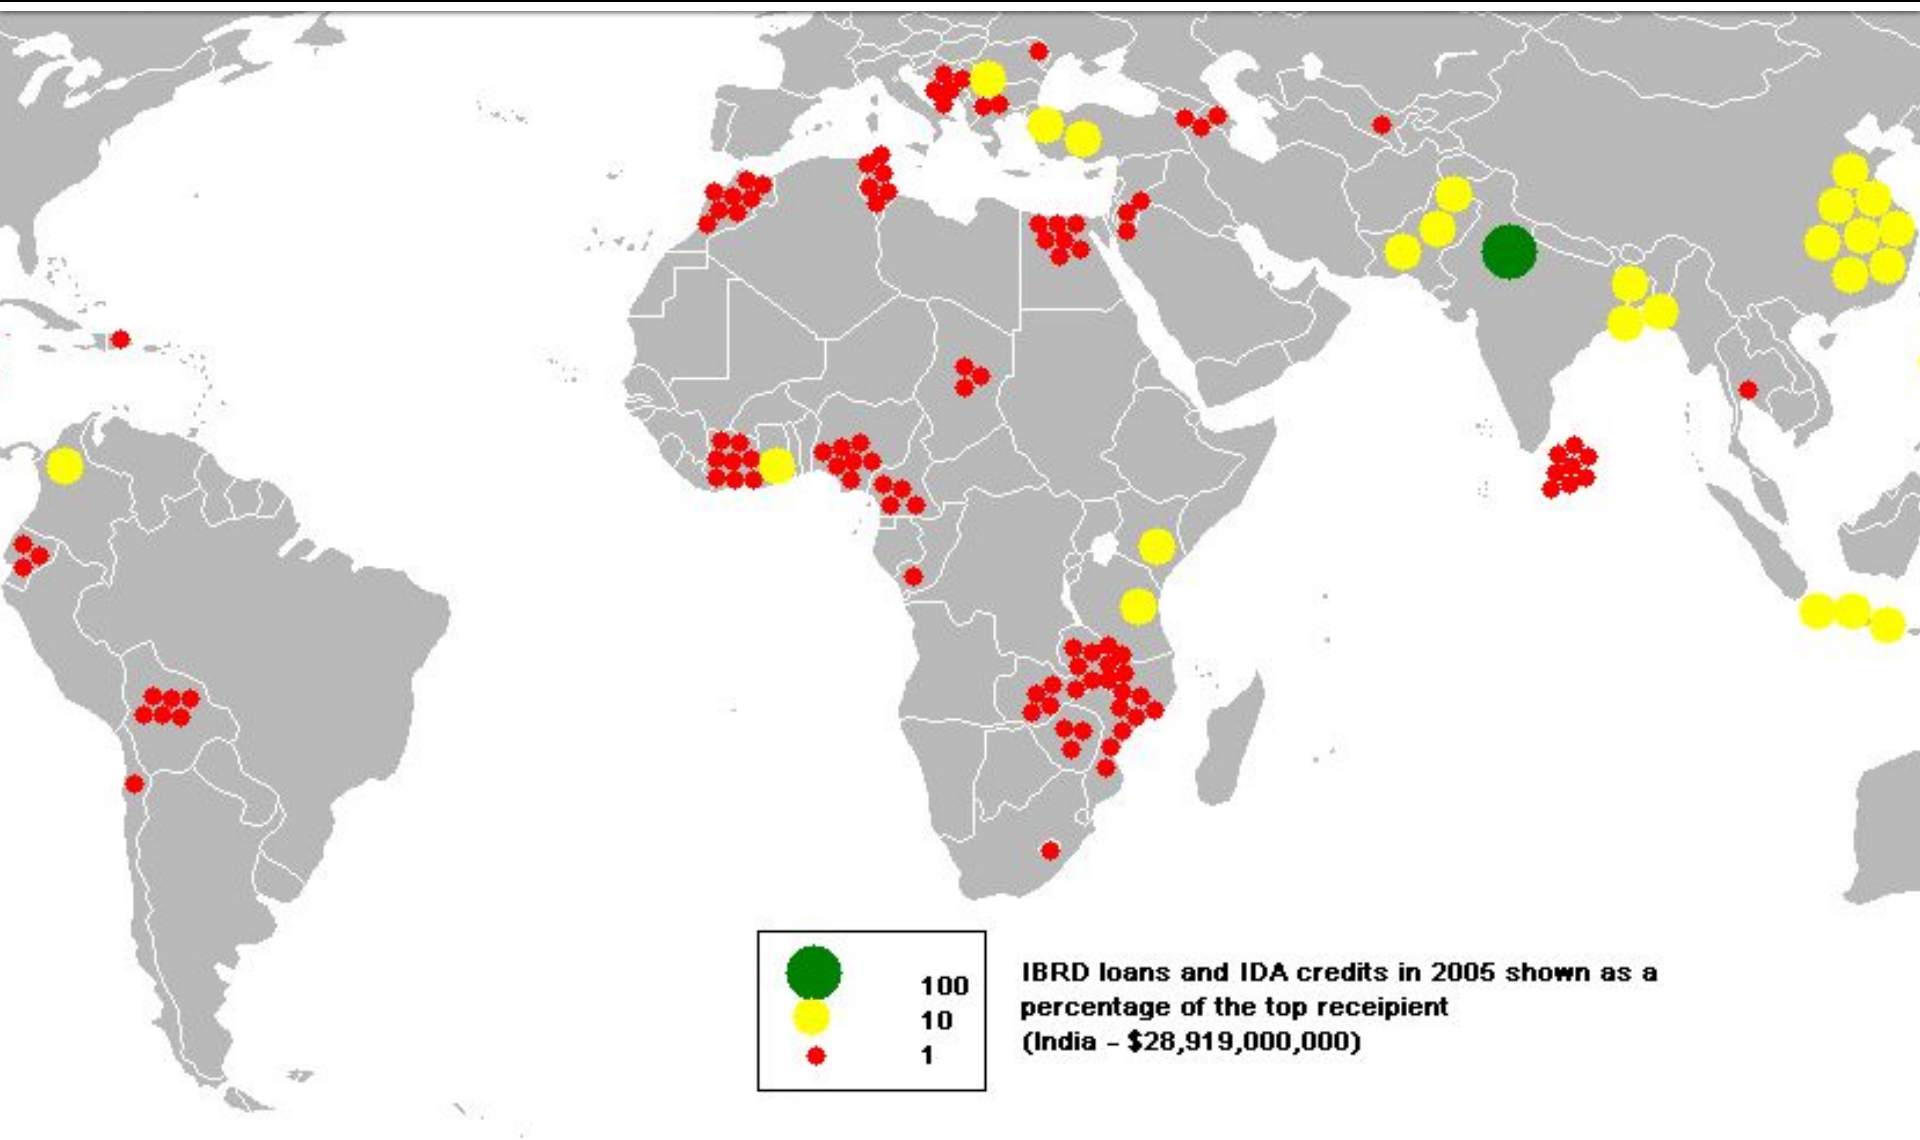 100
10
1
IBRD loans and IDA credits in 2005 shown as a
percentage of the top receipient
(India - $28,919,000,000)